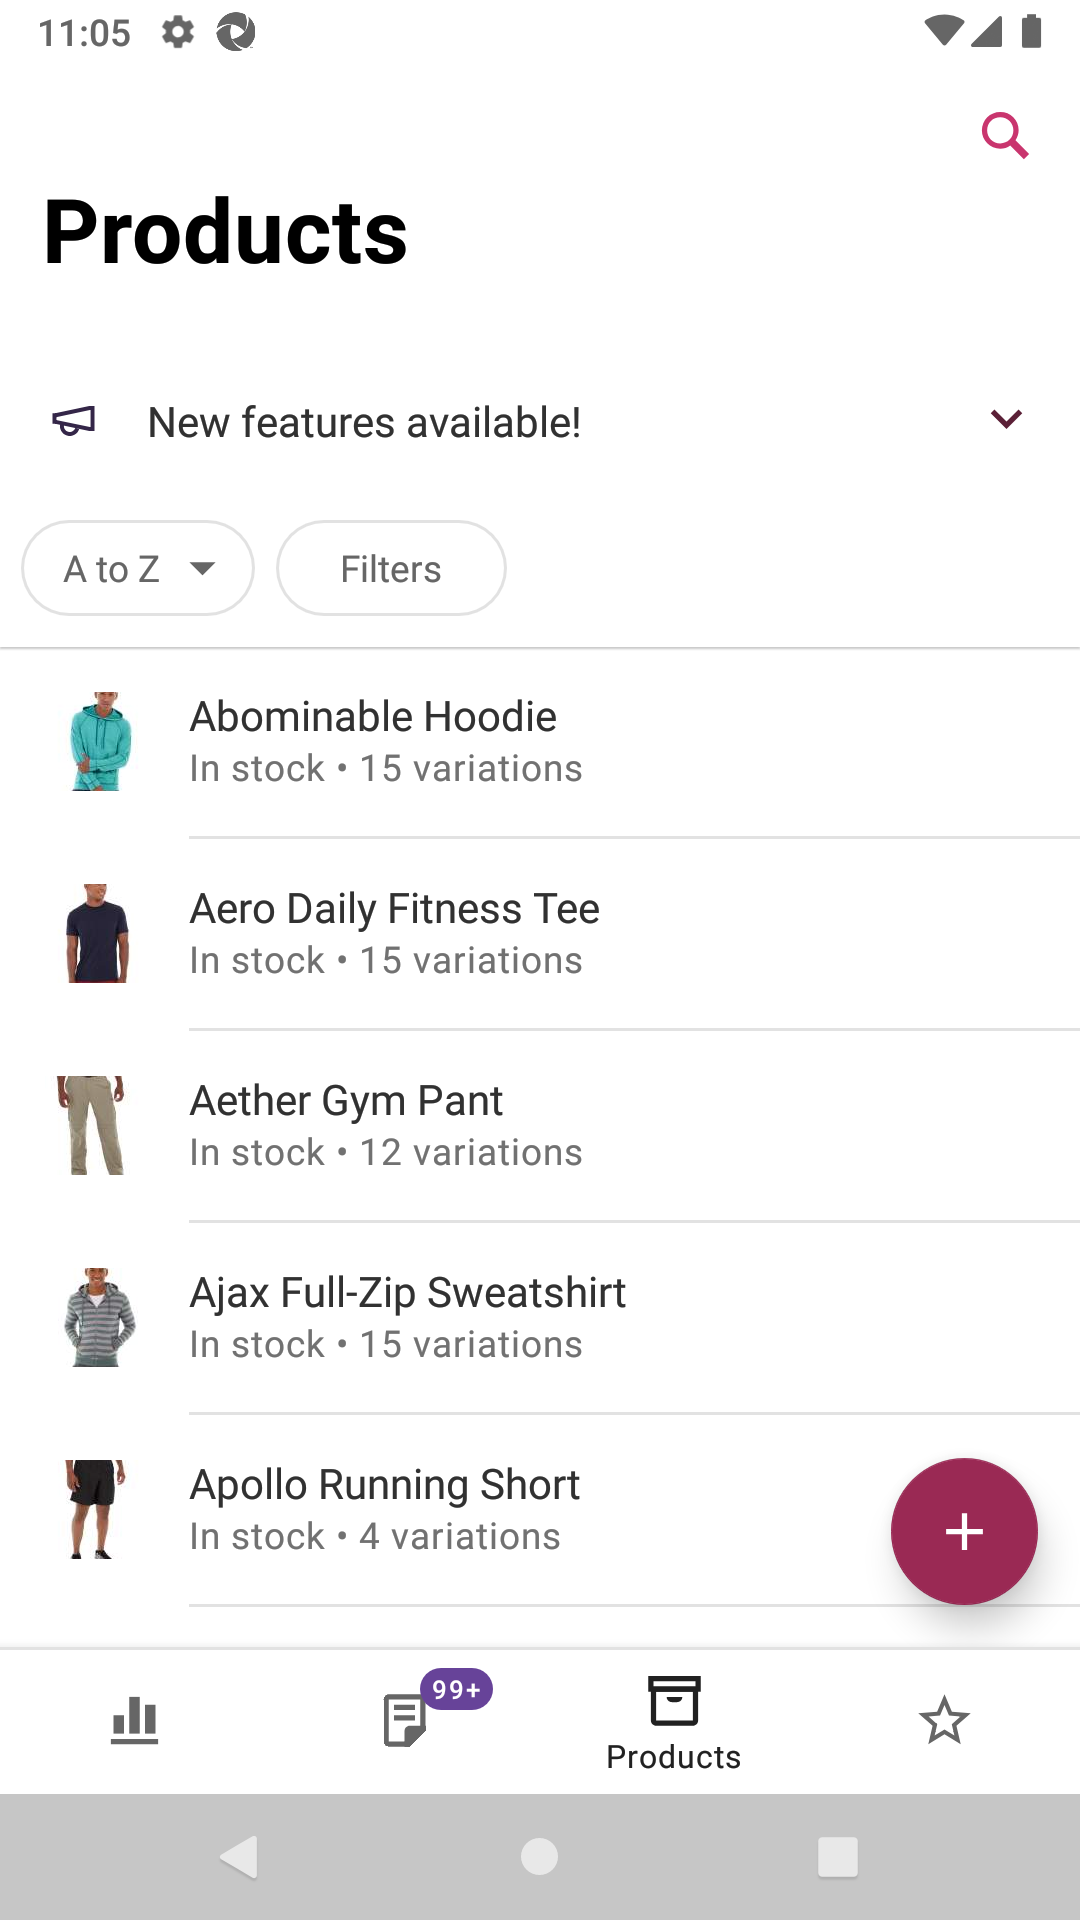 11:05
Products
New features available!
A to Z
Filters
Abominable Hoodie
In stock • 15 variations
Aero Daily Fitness Tee
In stock • 15 variations
Aether Gym Pant
In stock • 12 variations
Ajax Full-Zip Sweatshirt
In stock • 15 variations
Apollo Running Short
In stock • 4 variations
99+
Products